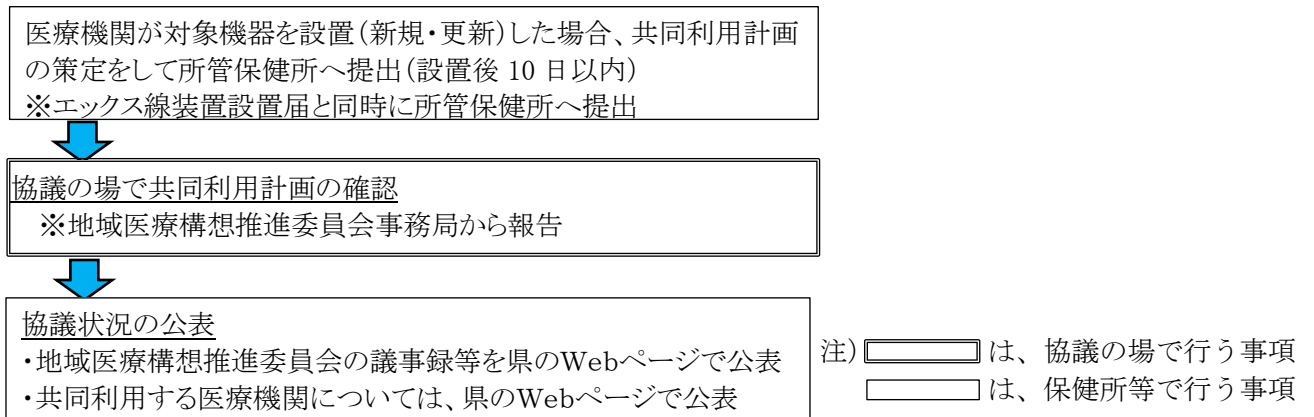 医療機関が対象機器を設置（新規・更新）した場合、共同利用計画
の策定をして所管保健所へ提出（設置後 10 日以内）
※エックス線装置設置届と同時に所管保健所へ提出
協議の場で共同利用計画の確認
※地域医療構想推進委員会事務局から報告
協議状況の公表
・地域医療構想推進委員会の議事録等を県のＷｅｂページで公表
・共同利用する医療機関については、県のＷｅｂページで公表
注） は、協議の場で行う事項
は、保健所等で行う事項